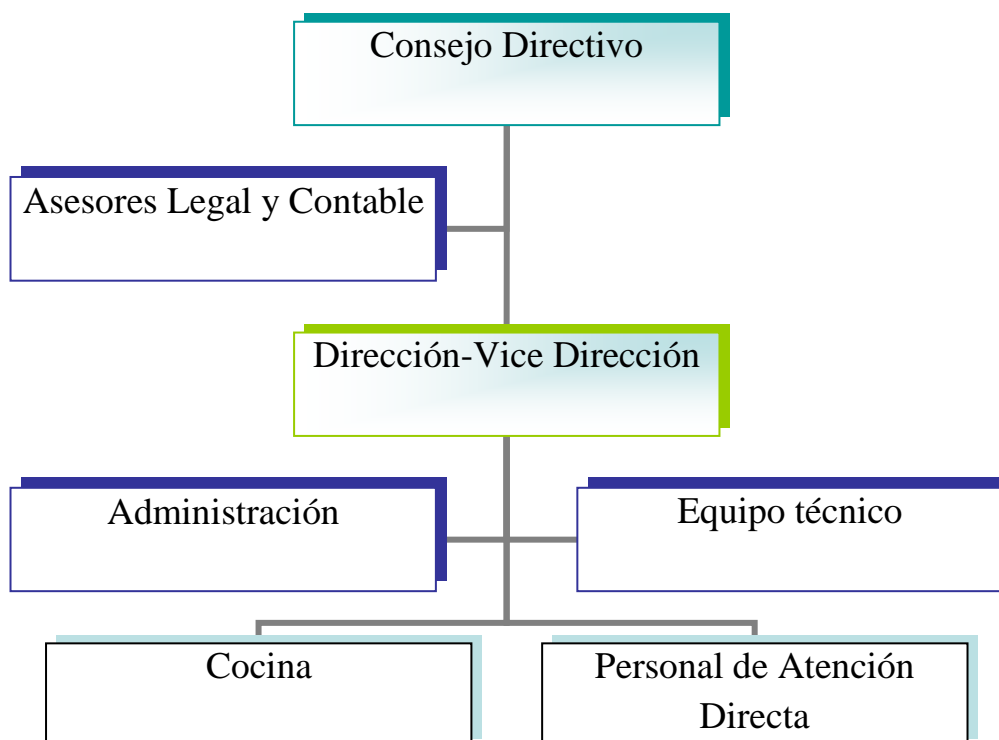 Consejo Directivo
Asesores Legal y Contable
Dirección-Vice Dirección
Administración
Equipo técnico
Cocina
Personal de Atención
Directa